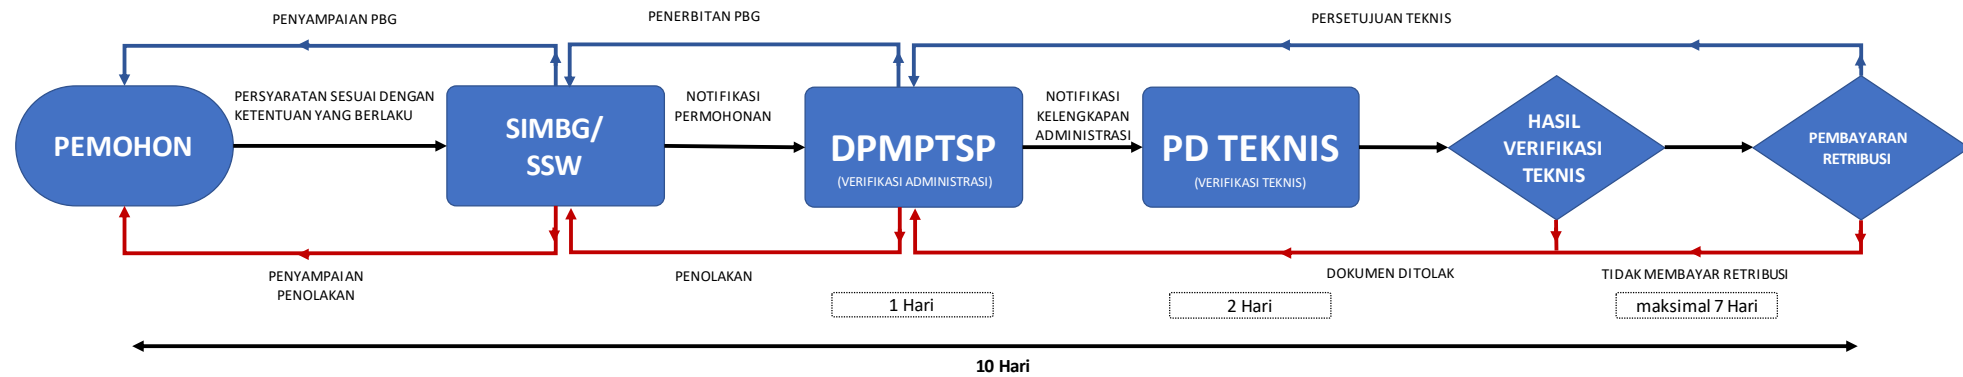 PENYAMPAIAN PBG
PENERBITAN PBG
PERSETUJUAN TEKNIS
PEMOHON
PERSYARATAN SESUAI DENGAN
KETENTUAN YANG BERLAKU
SIMBG/
SSW
NOTIFIKASI
PERMOHONAN
DPMPTSP
(VERIFIKASI ADMINISTRASI)
NOTIFIKASI
KELENGKAPAN
ADMINISTRASI
PD TEKNIS
(VERIFIKASI TEKNIS)
HASIL
VERIFIKASI
TEKNIS
PEMBAYARAN
RETRIBUSI
PENYAMPAIAN
PENOLAKAN
PENOLAKAN
DOKUMEN DITOLAK
TIDAK MEMBAYAR RETRIBUSI
1 Hari
2 Hari
maksimal 7 Hari
10 Hari